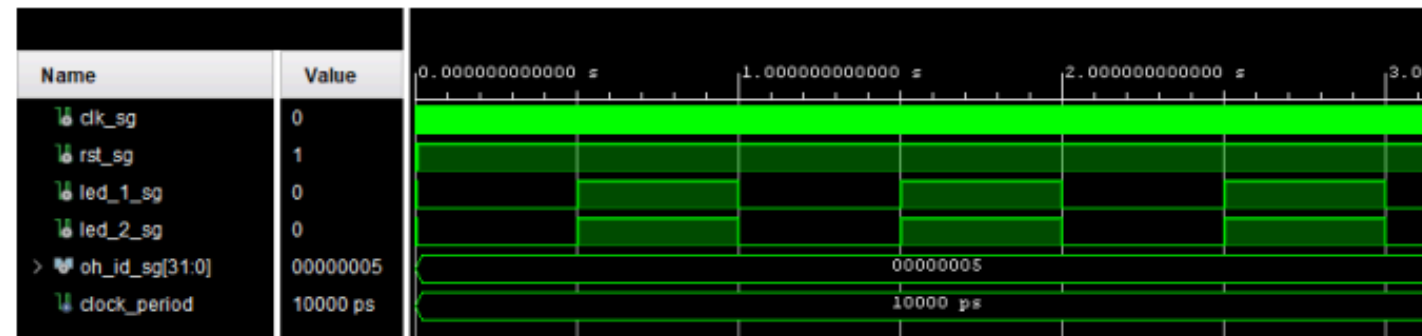 Name Value 0.000000000000 s 1.000000000000 s 2.000000000000 s 3.0
clk_sg 0
rst_sg 1
led_1_sg 0
led_2_sg 0
oh_id_sg[31:0] 00000005 00000005
clock_period 10000 ps 10000 ps